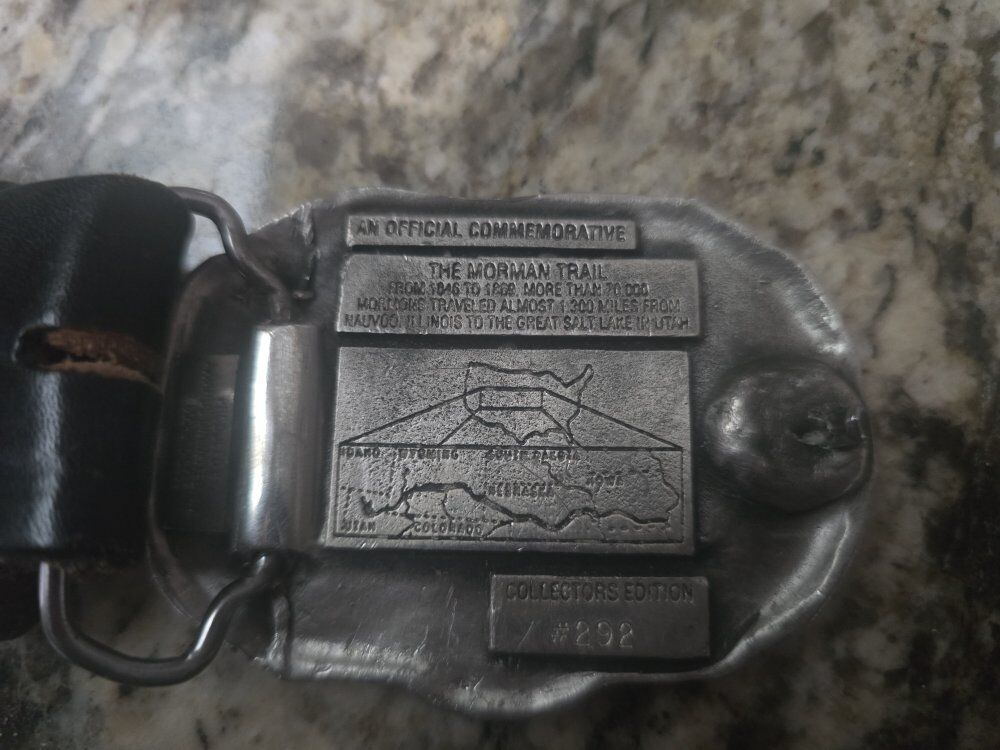 AN OFFICIAL COMMEMORATIVE
THE MORMAN TRAIL
FROM 1846 TO 1869, MORE THAN 70,000
MORMONS TRAVELED ALMOST 1,300 MILES FROM
NAUVOO, ILLINOIS TO THE GREAT SALT LAKE IN UTAH
IDAHO WYOMING SOUTH DAKOTA
NEBRASKA IOWA
UTAH COLORADO
COLLECTORS EDITION
#292